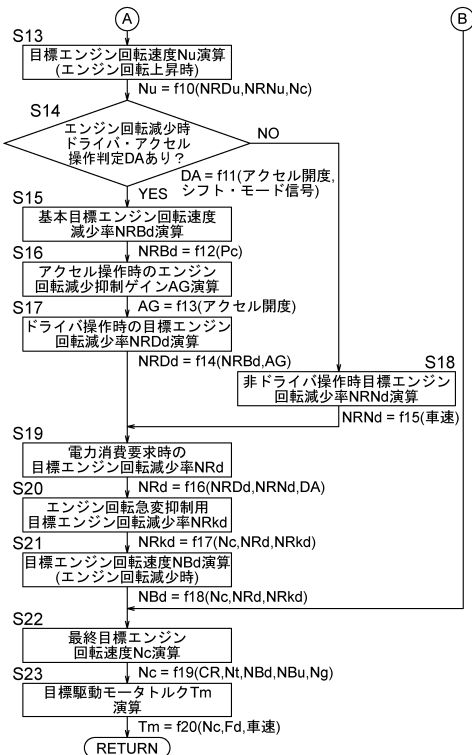 A
B
S13
目標エンジン回転速度Nu演算
(エンジン回転上昇時)
Nu = f10(NRDu,NRNu,Nc)
S14
エンジン回転減少時
ドライバ・アクセル
操作判定DAあり？
NO
DA = f11(アクセル開度,
シフト・モード信号)
YES
S15
基本目標エンジン回転速度
減少率NRBd演算
NRBd = f12(Pc)
S16
アクセル操作時のエンジン
回転減少抑制ゲインAG演算
AG = f13(アクセル開度)
S17
ドライバ操作時の目標エンジン
回転減少率NRDd演算
NRDd = f14(NRBd,AG)
S18
非ドライバ操作時目標エンジン
回転減少率NRNd演算
NRNd = f15(車速)
S19
電力消費要求時の
目標エンジン回転減少率NRd
NRd = f16(NRDd,NRNd,DA)
S20
エンジン回転急変抑制用
目標エンジン回転減少率NRkd
NRkd = f17(Nc,NRd,NRkd)
S21
目標エンジン回転速度NBd演算
(エンジン回転減少時)
NBd = f18(Nc,NRd,NRkd)
S22
最終目標エンジン
回転速度Nc演算
Nc = f19(CR,Nt,NBd,NBu,Ng)
S23
目標駆動モータトルクTm
演算
Tm = f20(Nc,Fd,車速)
RETURN